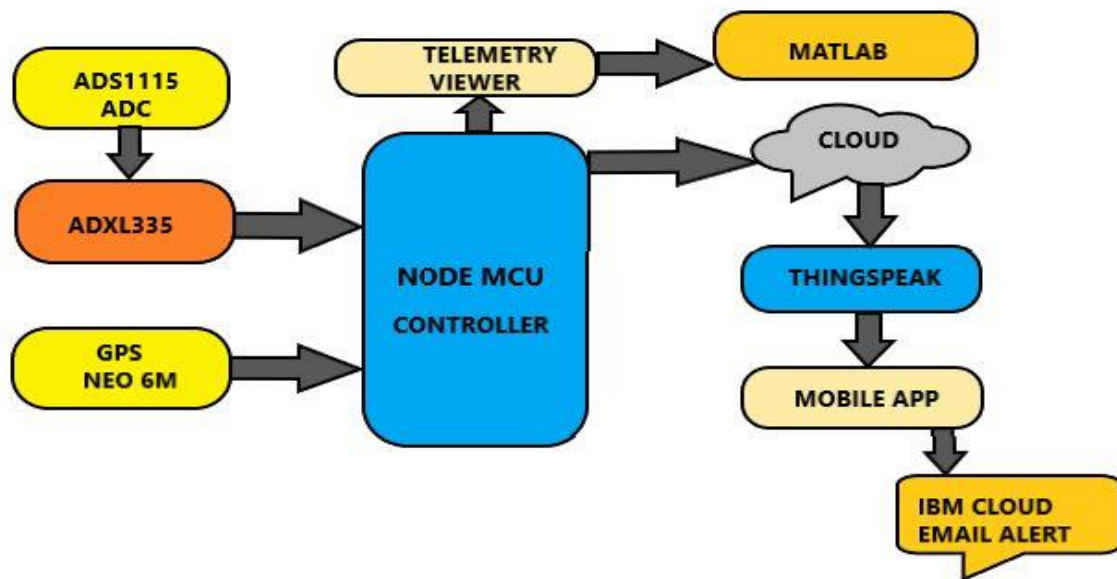 TELEMETRY
VIEWER
MATLAB
ADS1115
ADC
CLOUD
ADXL335
NODE MCU
CONTROLLER
THINGSPEAK
GPS
NEO 6M
MOBILE APP
IBM CLOUD
EMAIL ALERT